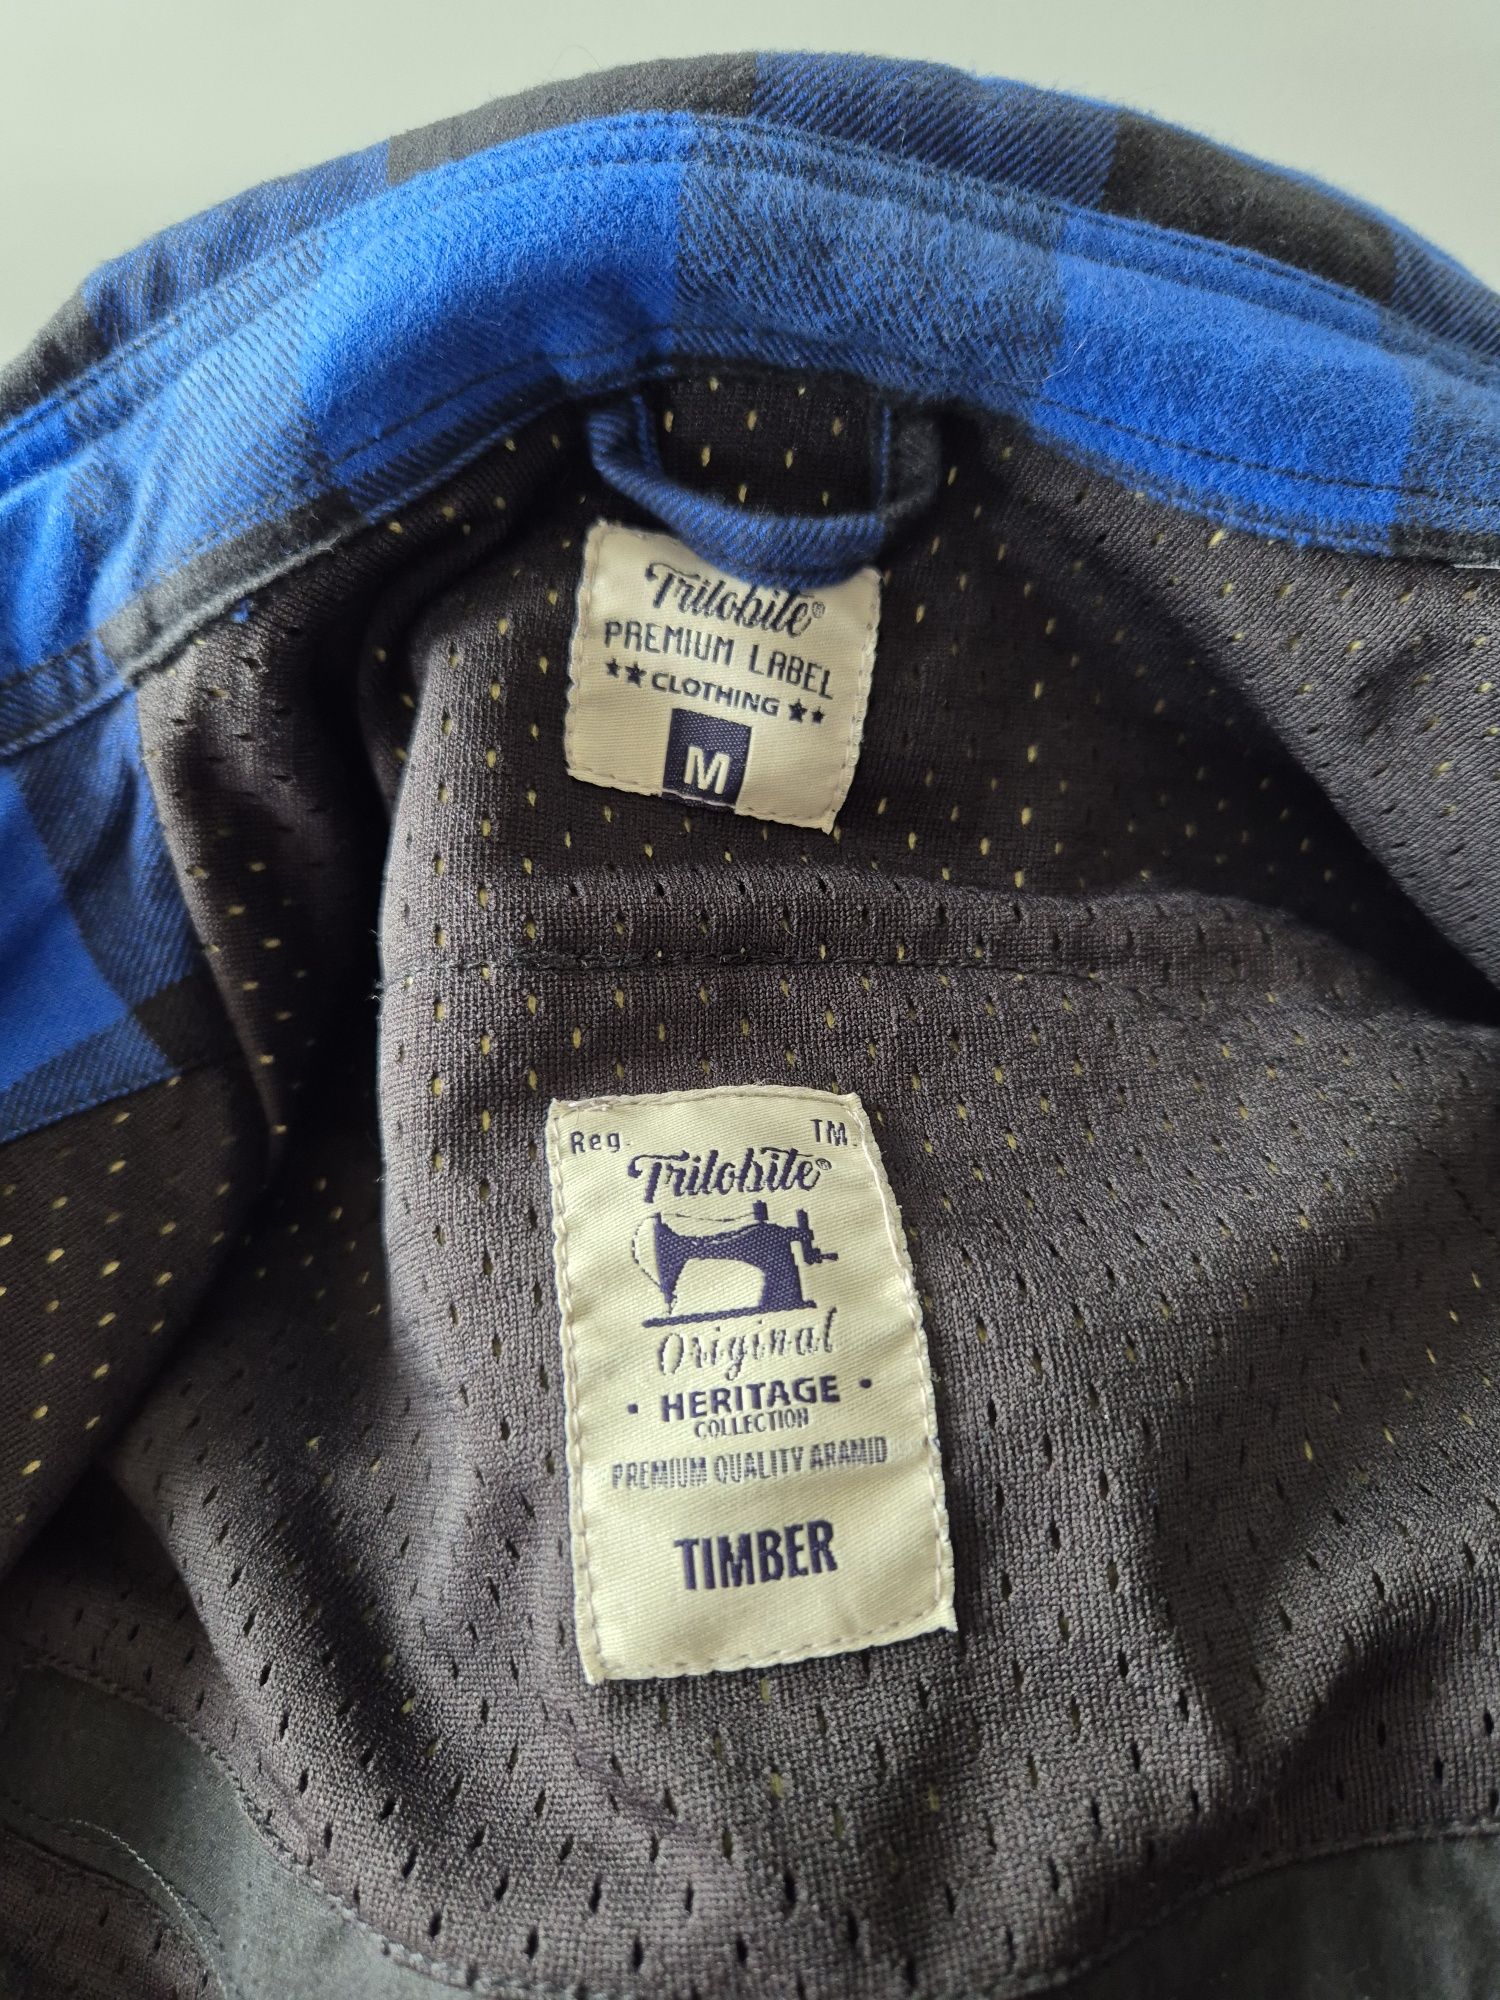 Trilobite®
PREMIUM LABEL
CLOTHING
M
Reg. TM.
Trilobite®
Original
• HERITAGE •
COLLECTION
PREMIUM QUALITY ARAMID
TIMBER